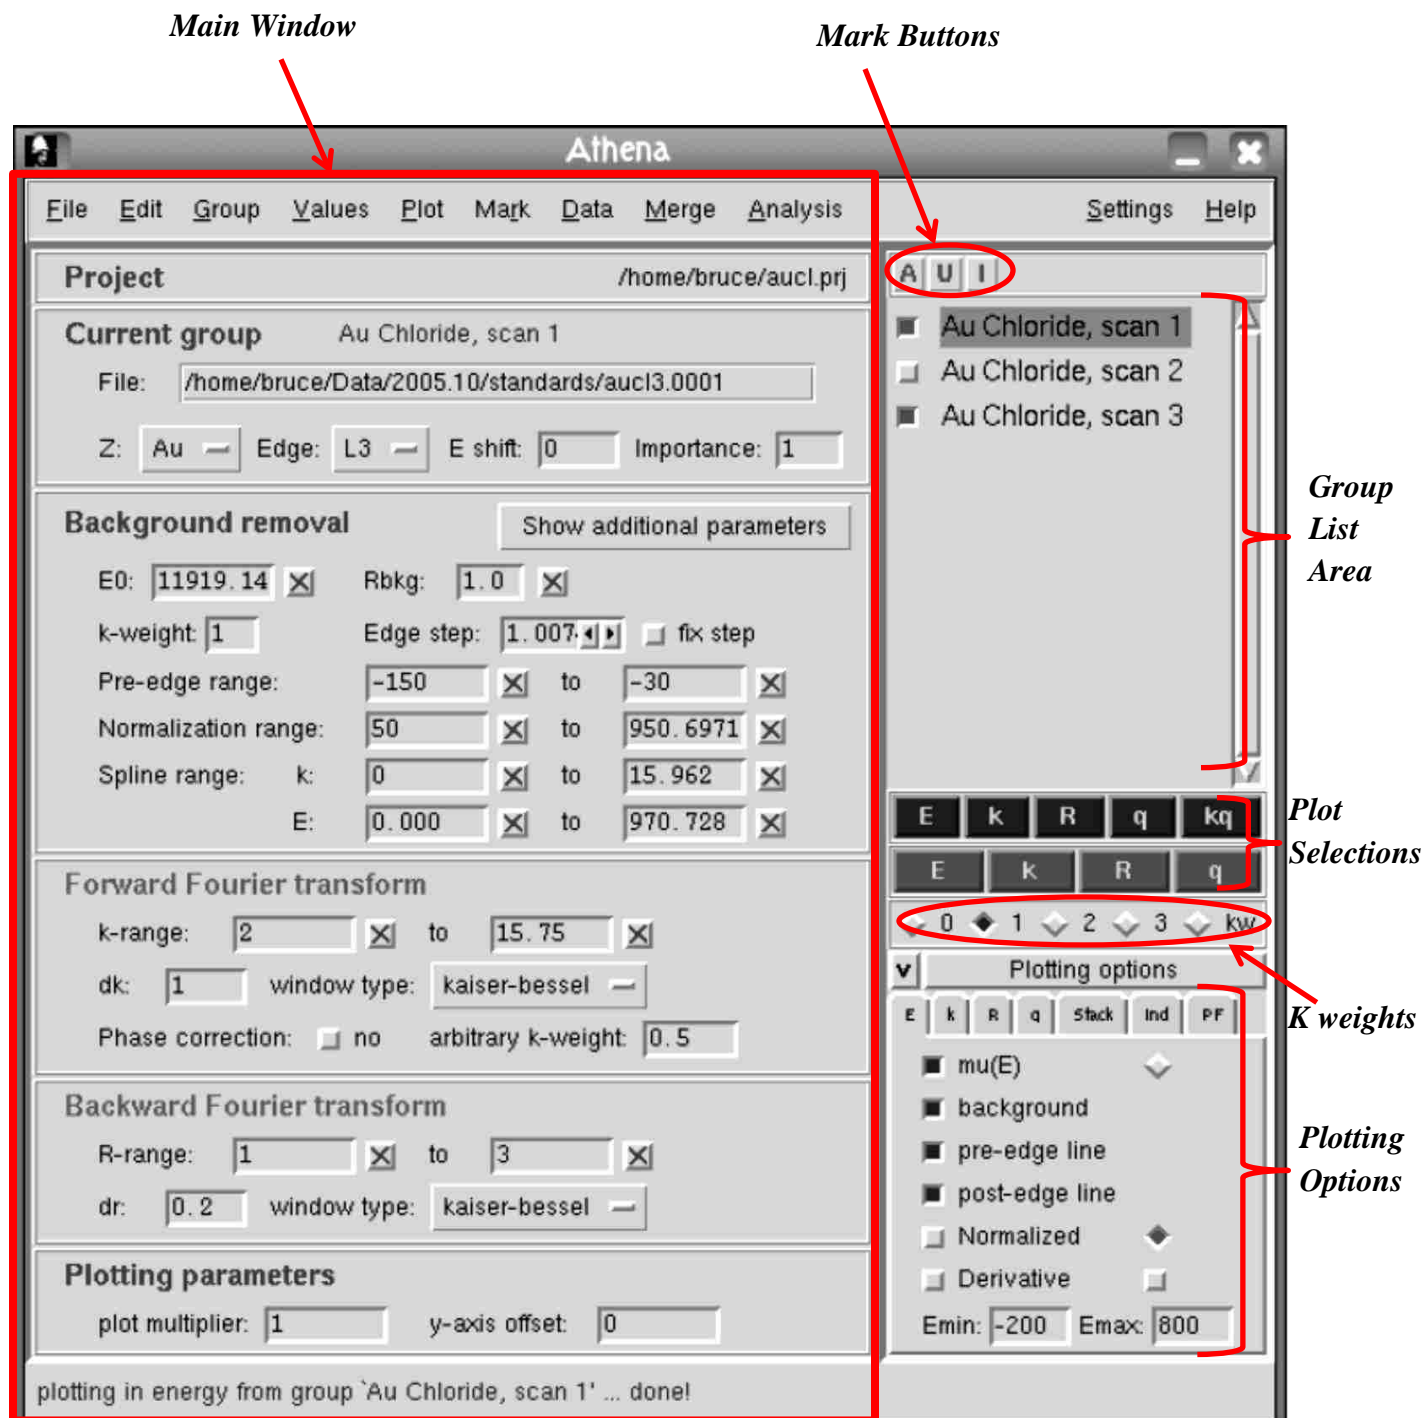 Main Window
Mark Buttons
Athena
File Edit Group Values Plot Mark Data Merge Analysis Settings Help
Project /home/bruce/aucl.prj
A U I
Current group Au Chloride, scan 1
File: /home/bruce/Data/2005.10/standards/aucl3.0001
Z: Au Edge: L3 E shift: 0 Importance: 1
Au Chloride, scan 1
Au Chloride, scan 2
Au Chloride, scan 3
Group
List
Area
Background removal Show additional parameters
E0: 11919.14 Rbkg: 1.0
k-weight: 1 Edge step: 1.007 fix step
Pre-edge range: -150 to -30
Normalization range: 50 to 950.6971
Spline range: k: 0 to 15.962
E: 0.000 to 970.728
E k R q kq
E k R q
Plot
Selections
0 1 2 3 kw
K weights
Forward Fourier transform
k-range: 2 to 15.75
dk: 1 window type: kaiser-bessel
Phase correction: no arbitrary k-weight: 0.5
Backward Fourier transform
R-range: 1 to 3
dr: 0.2 window type: kaiser-bessel
Plotting parameters
plot multiplier: 1 y-axis offset: 0
v Plotting options
E k R q Stack Ind PF
mu(E)
background
pre-edge line
post-edge line
Normalized
Derivative
Emin: -200 Emax: 800
Plotting
Options
plotting in energy from group `Au Chloride, scan 1' ... done!